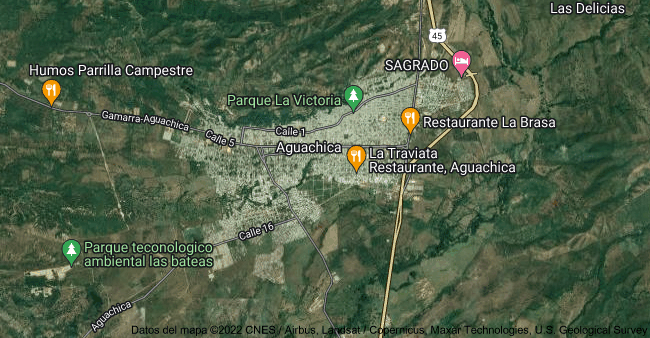 Las Delicias
45
SAGRADO
Humos Parrilla Campestre
Parque La Victoria
Gamarra-Aguachica
Calle 5
Calle 1
Restaurante La Brasa
Aguachica
La Traviata
Restaurante, Aguachica
Calle 16
Parque teconologico
ambiental las bateas
Aguachica
Datos del mapa ©2022 CNES / Airbus, Landsat / Copernicus, Maxar Technologies, U.S. Geological Survey